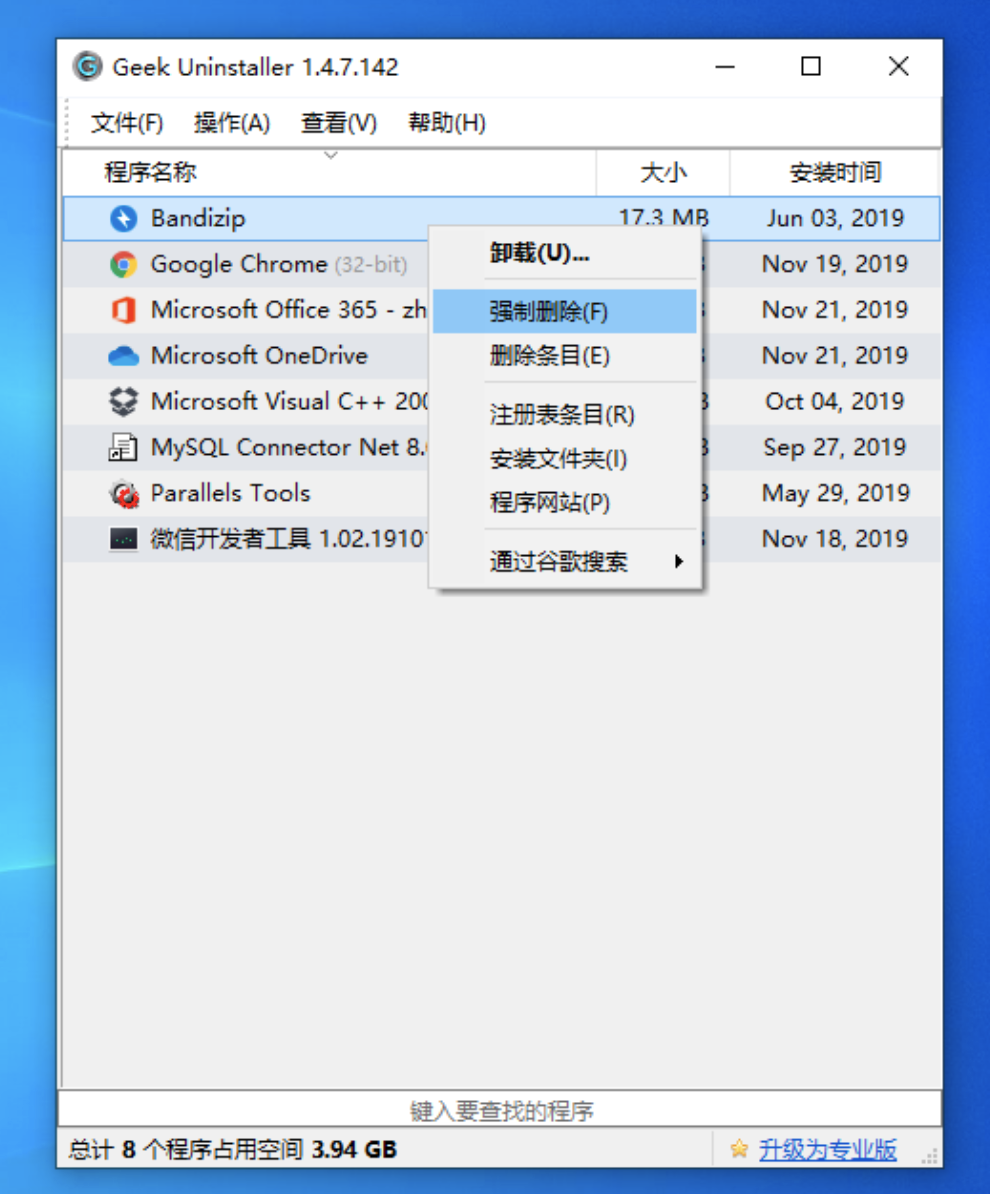 Geek Uninstaller 1.4.7.142
文件(F) 操作(A) 查看(V) 帮助(H)
程序名称 大小 安装时间
Bandizip 17.3 MB Jun 03, 2019
Google Chrome (32-bit) Nov 19, 2019
Microsoft Office 365 - zh Nov 21, 2019
Microsoft OneDrive Nov 21, 2019
Microsoft Visual C++ 200 Oct 04, 2019
MySQL Connector Net 8. Sep 27, 2019
Parallels Tools May 29, 2019
微信开发者工具 1.02.1910 Nov 18, 2019
卸载(U)...
强制删除(F)
删除条目(E)
注册表条目(R)
安装文件夹(I)
程序网站(P)
通过谷歌搜索
键入要查找的程序
总计 8 个程序占用空间 3.94 GB 升级为专业版